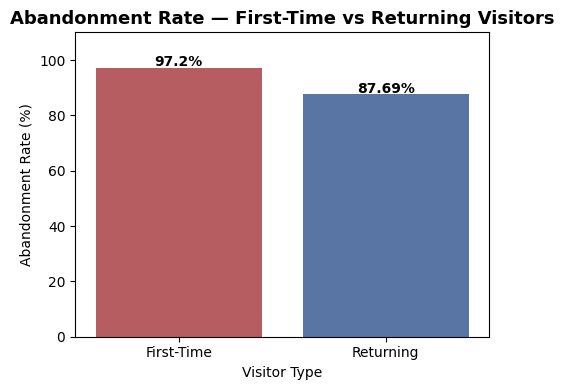 Abandonment Rate — First-Time vs Returning Visitors
Abandonment Rate (%)
100
80
60
40
20
0
97.2%
87.69%
First-Time
Returning
Visitor Type